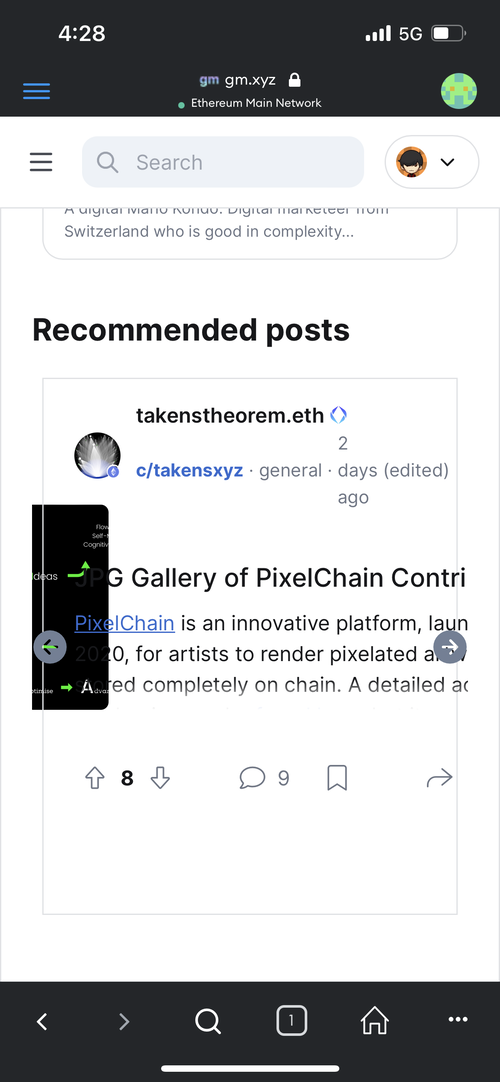 4:28
5G
gm gm.xyz
Ethereum Main Network
Search
A digital Mario Kondo. Digital marketeer from
Switzerland who is good in complexity...
Recommended posts
takenstheorem.eth
c/takensxyz · general · 2 days ago (edited)
Flow
Self-
Cognitiv
Ideas
JPG Gallery of PixelChain Contri
PixelChain is an innovative platform, laun
2020, for artists to render pixelated
stored completely on chain. A detailed ac
optimise
Advan
8
9
1